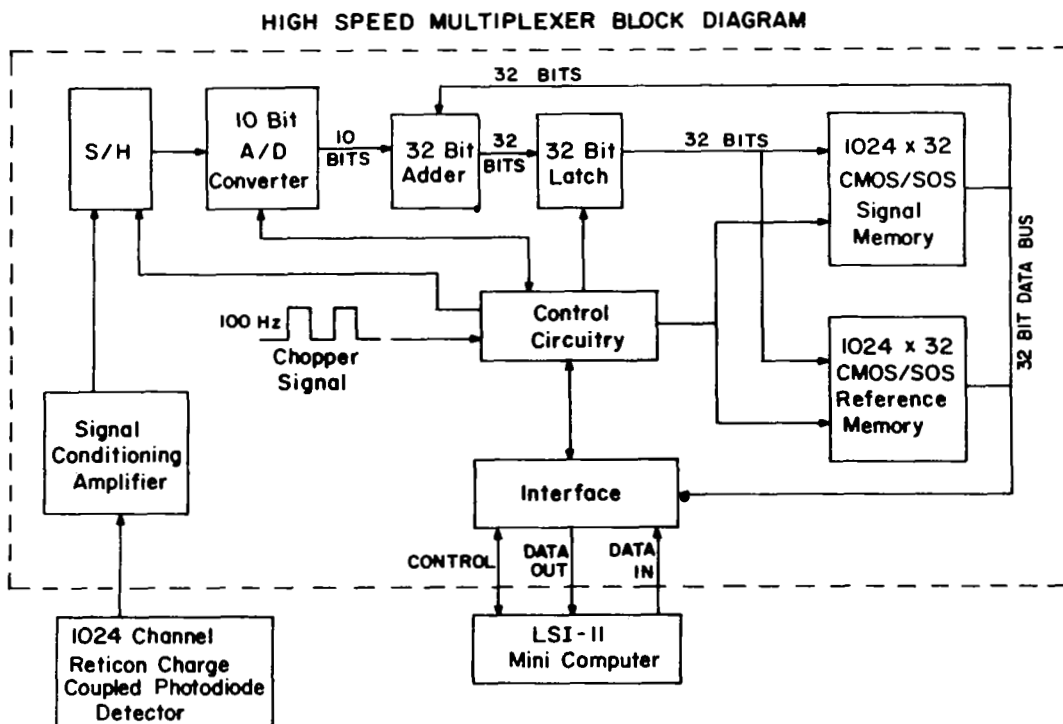 HIGH SPEED MULTIPLEXER BLOCK DIAGRAM
32 BITS
S/H
10 Bit
A/D
Converter
10
BITS
32 Bit
Adder
32
BITS
32 Bit
Latch
32 BITS
1024 x 32
CMOS/SOS
Signal
Memory
32 BIT DATA BUS
100 Hz
Chopper
Signal
Control
Circuitry
1024 x 32
CMOS/SOS
Reference
Memory
Signal
Conditioning
Amplifier
Interface
CONTROL
DATA
OUT
DATA
IN
1024 Channel
Reticon Charge
Coupled Photodiode
Detector
LSI-11
Mini Computer